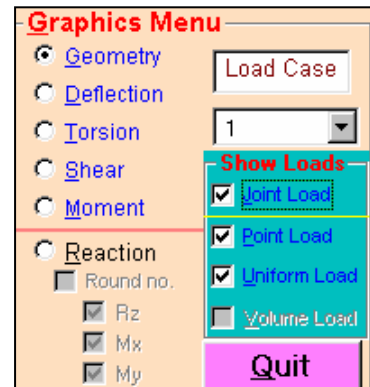 Graphics Menu
Geometry
Load Case
Deflection
Torsion
1
Shear
Show Loads
Joint Load
Moment
Point Load
Reaction
Uniform Load
Round no.
Volume Load
Rz
Mx
My
Quit